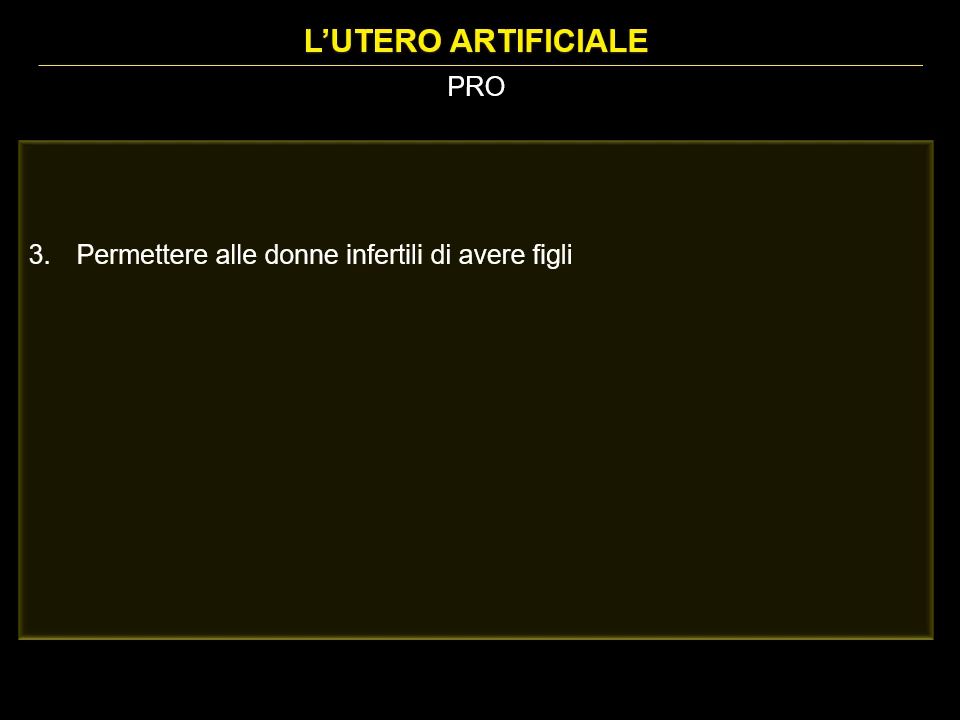 L’UTERO ARTIFICIALE
PRO
3. Permettere alle donne infertili di avere figli